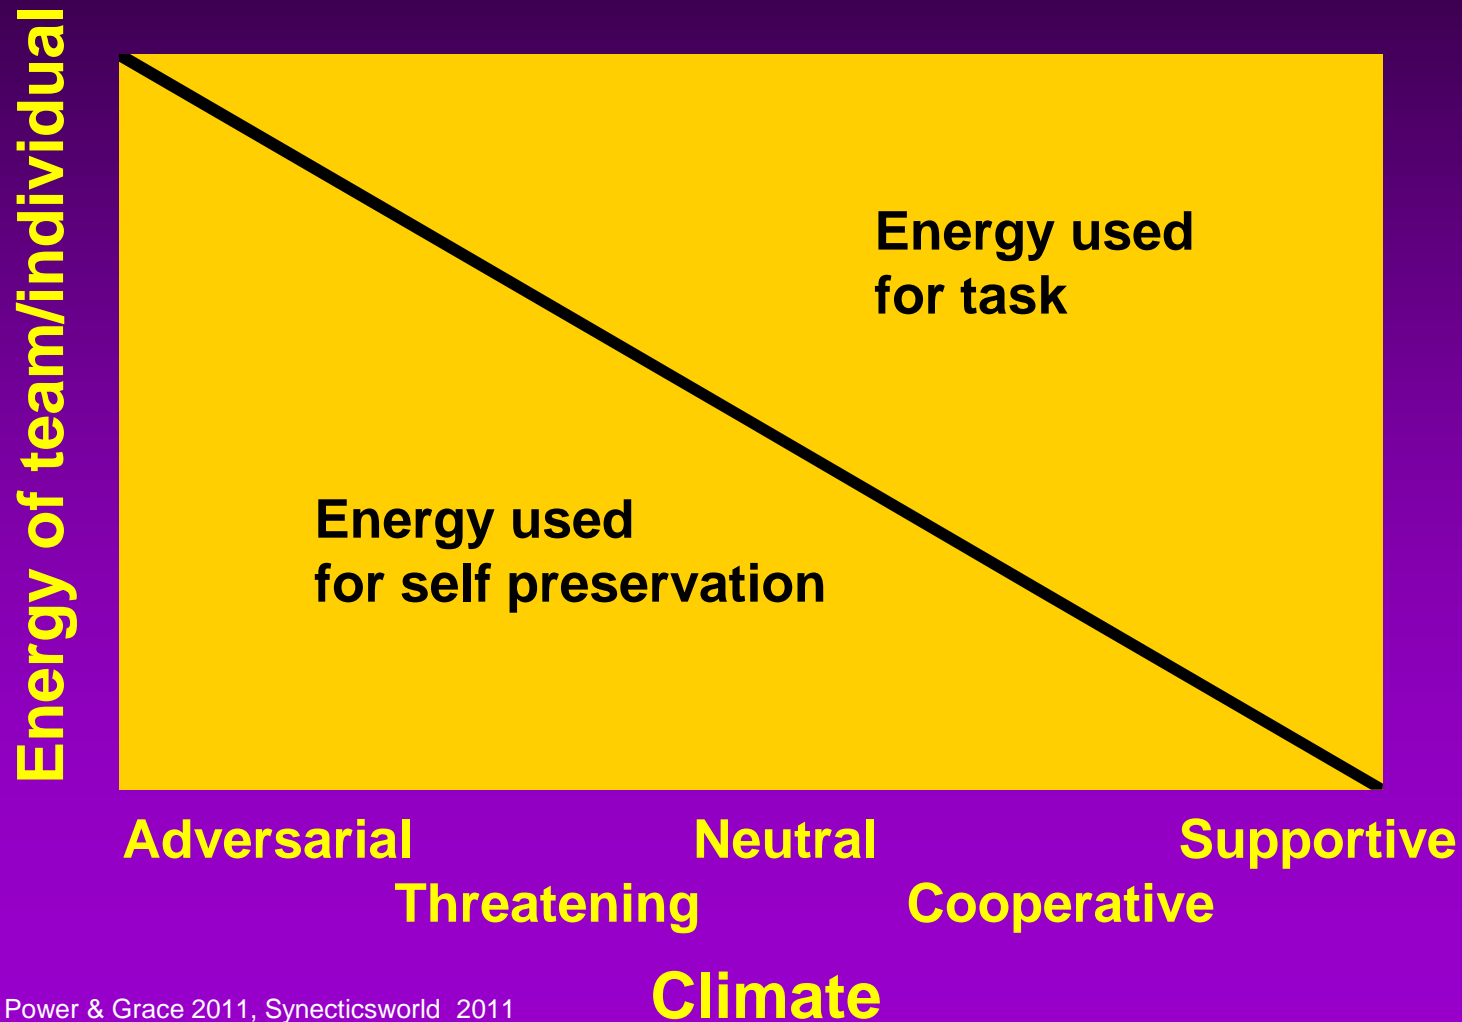 Energy of team/individual
Energy used
for task
Energy used
for self preservation
Adversarial Neutral Supportive
Threatening Cooperative
Climate
Power & Grace 2011, Synecticsworld 2011